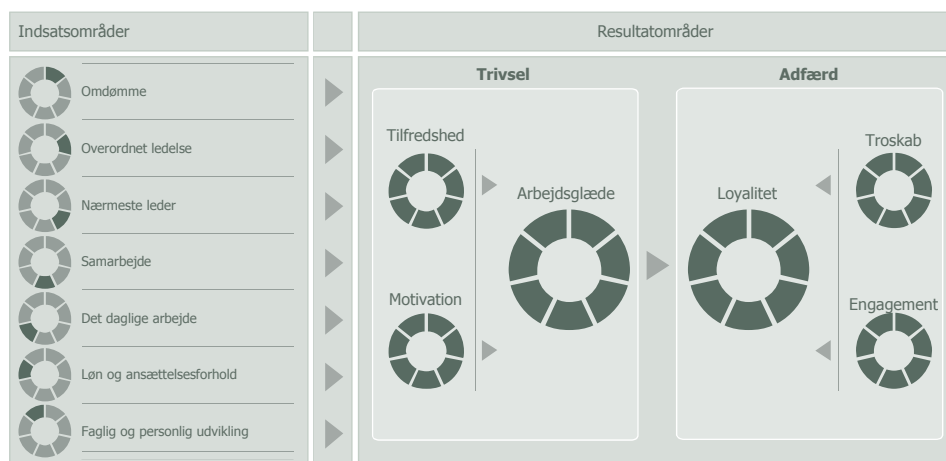 Indsatsområder
Resultatområder
Omdømme
Overordnet ledelse
Nærmeste leder
Samarbejde
Det daglige arbejde
Løn og ansættelsesforhold
Faglig og personlig udvikling
Trivsel
Tilfredshed
Arbejdsglæde
Motivation
Adfærd
Troskab
Loyalitet
Engagement